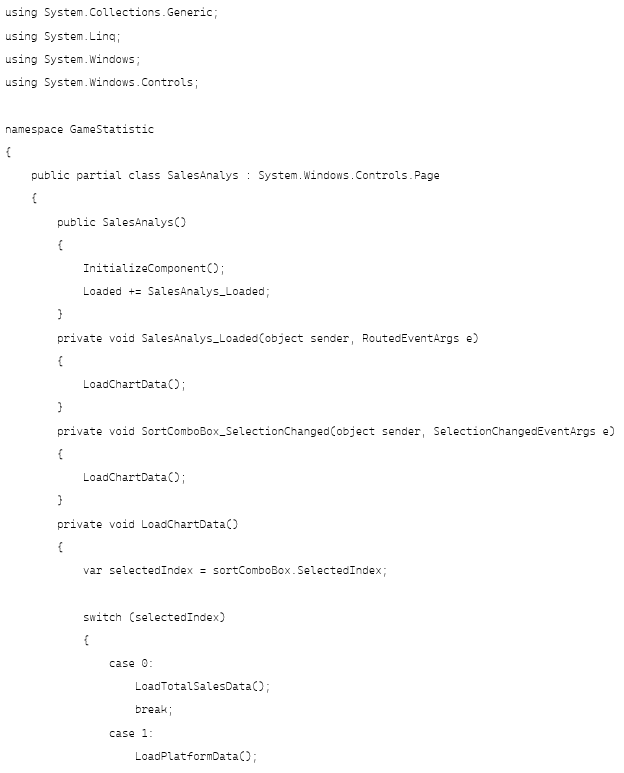 using System.Collections.Generic;
using System.Linq;
using System.Windows;
using System.Windows.Controls;

namespace GameStatistic
{
    public partial class SalesAnalys : System.Windows.Controls.Page
    {
        public SalesAnalys()
        {
            InitializeComponent();
            Loaded += SalesAnalys_Loaded;
        }
        private void SalesAnalys_Loaded(object sender, RoutedEventArgs e)
        {
            LoadChartData();
        }
        private void SortComboBox_SelectionChanged(object sender, SelectionChangedEventArgs e)
        {
            LoadChartData();
        }
        private void LoadChartData()
        {
            var selectedIndex = sortComboBox.SelectedIndex;

            switch (selectedIndex)
            {
                case 0:
                    LoadTotalSalesData();
                    break;
                case 1:
                    LoadPlatformData();